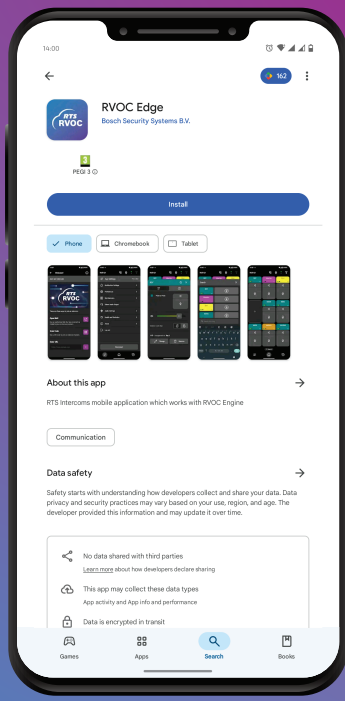 14:00
162
RTS
RVOC
RVOC Edge
Bosch Security Systems B.V.
3
PEGI 3
Install
Phone
Chromebook
Tablet
RTS
RVOC
About this app
RTS Intercoms mobile application which works with RVOC Engine
Communication
Data safety
Safety starts with understanding how developers collect and share your data. Data
privacy and security practices may vary based on your use, region, and age. The
developer provided this information and may update it over time.
No data shared with third parties
Learn more about how developers declare sharing
This app may collect these data types
App activity and App info and performance
Data is encrypted in transit
Games
Apps
Search
Books